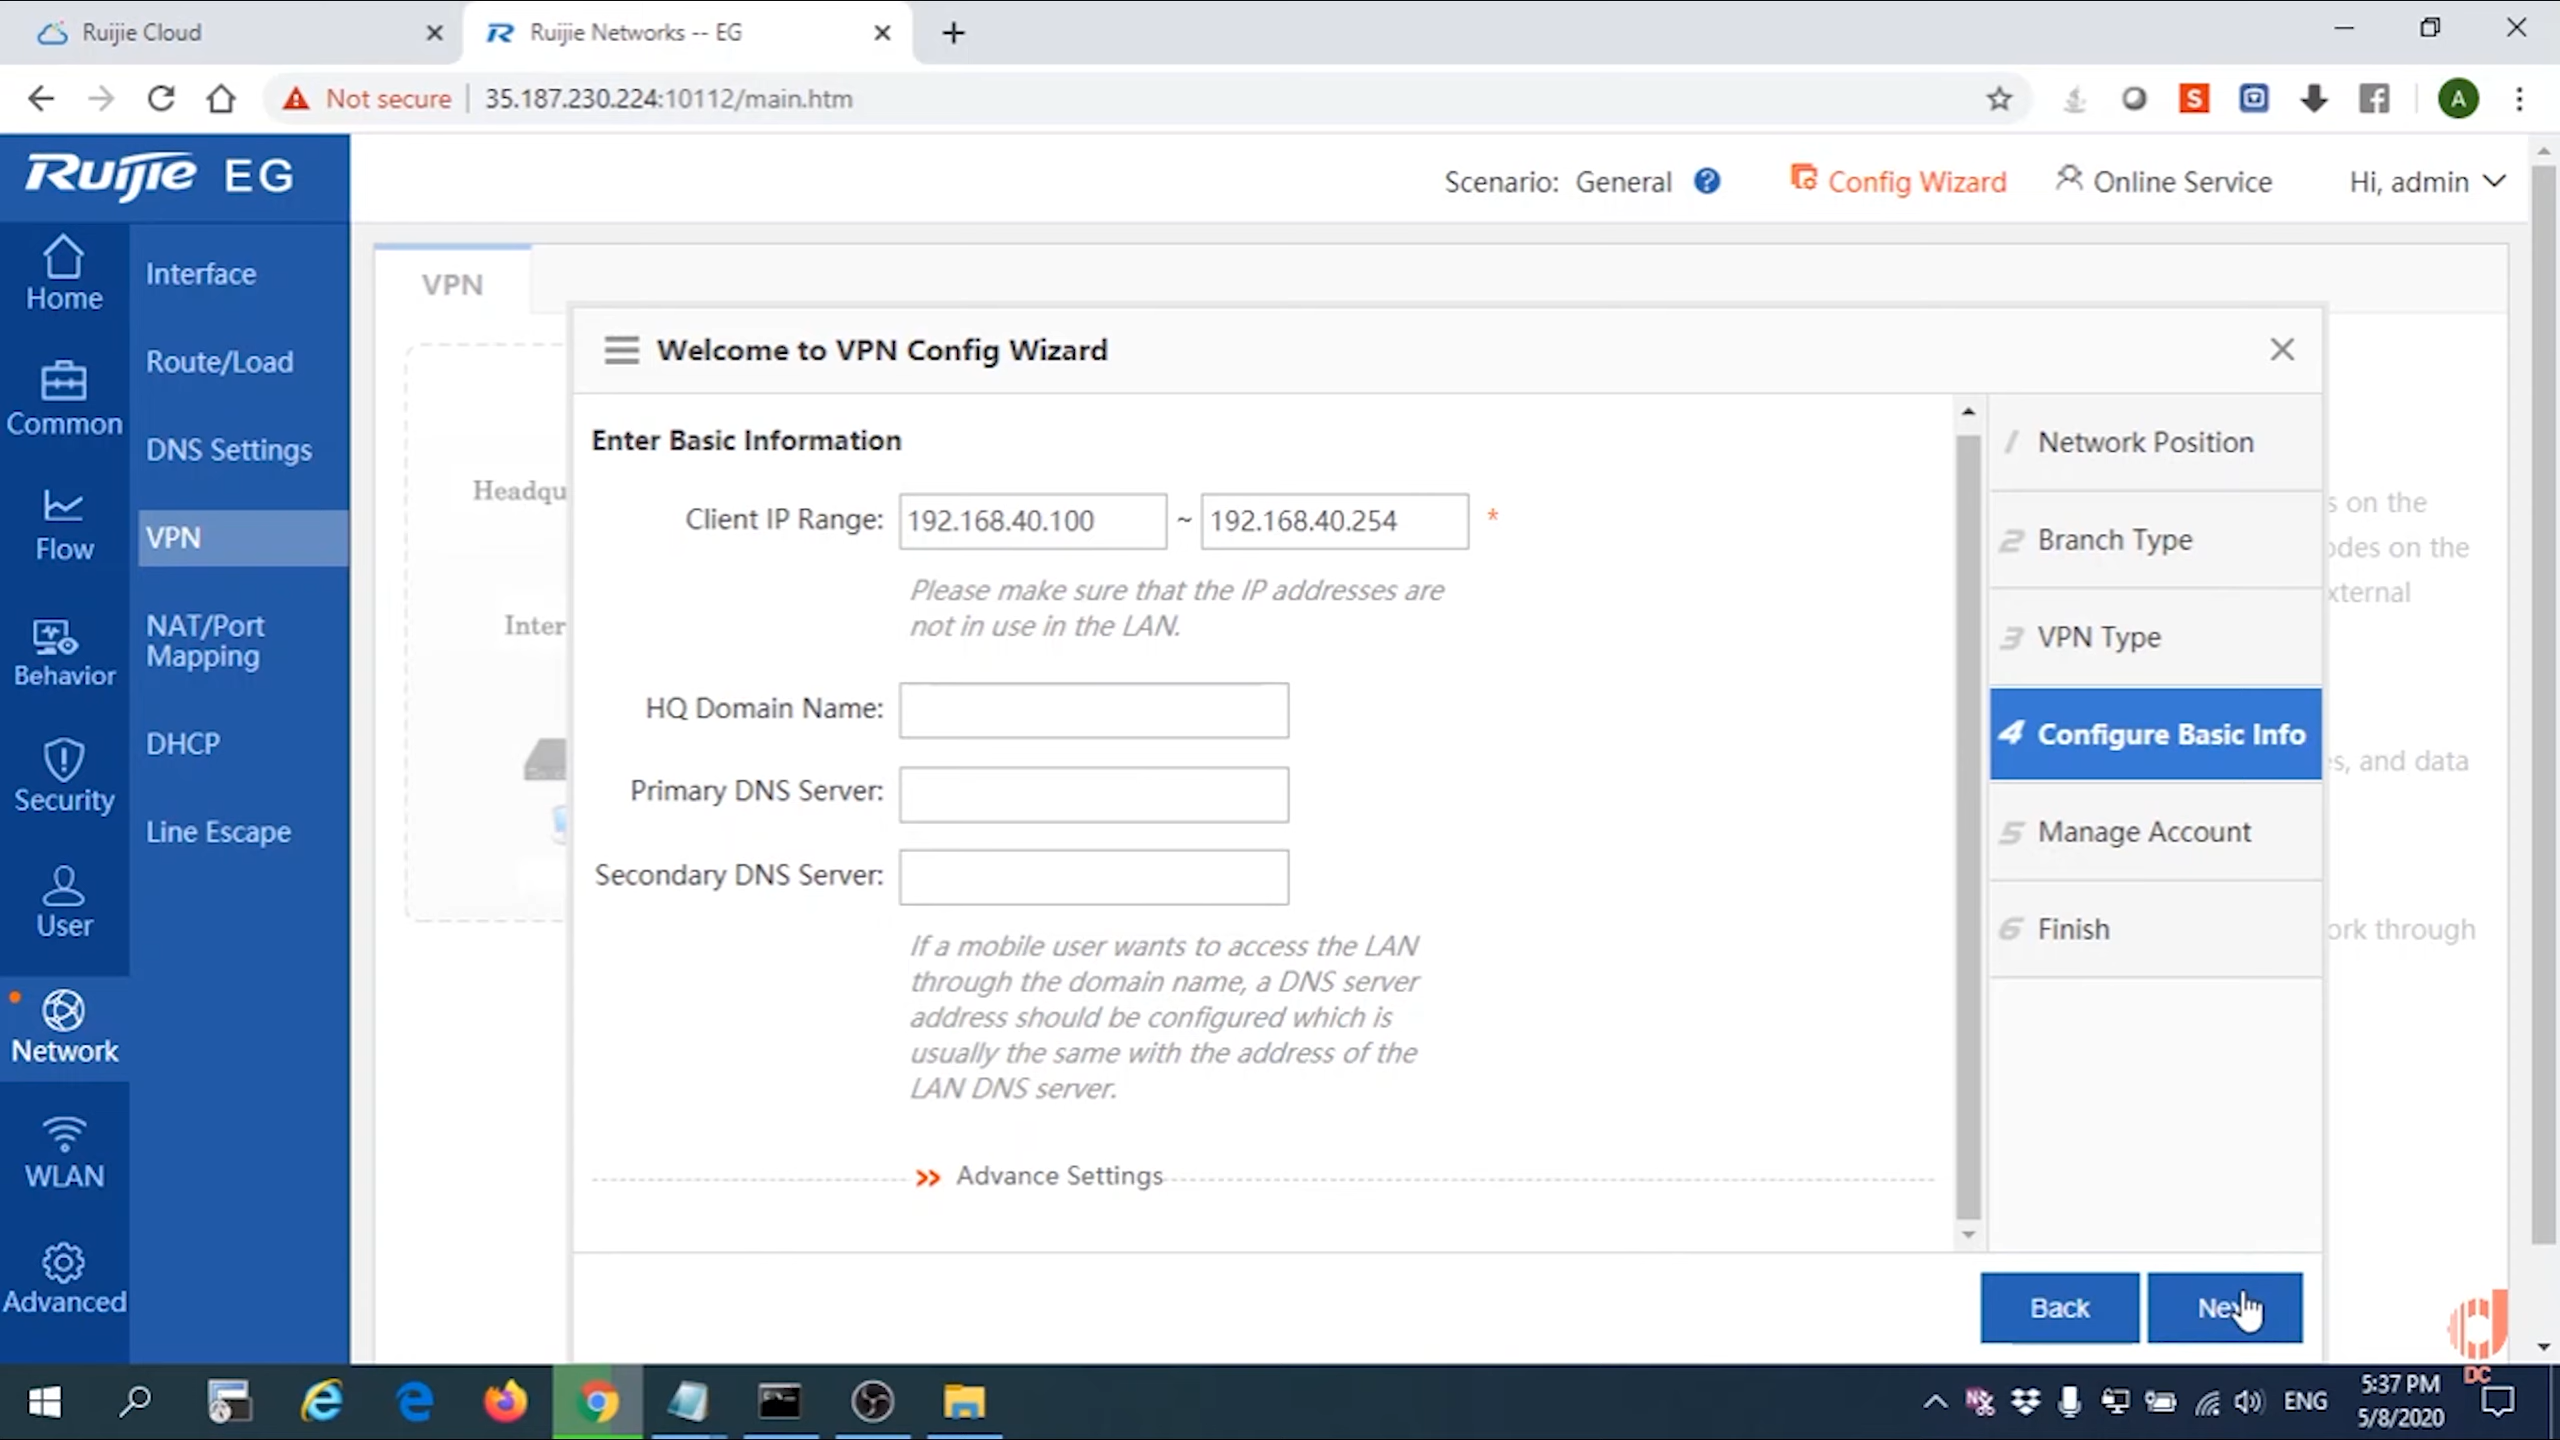 Ruijie Cloud
Ruijie Networks -- EG
Not secure
35.187.230.224:10112/main.htm
S
A
Ruijie EG
Scenario: General
?
Config Wizard
Online Service
Hi, admin
Home
Common
Flow
Behavior
Security
User
Network
WLAN
Advanced
Interface
Route/Load
DNS Settings
VPN
NAT/Port
Mapping
DHCP
Line Escape
VPN
Headqu
Inter
Welcome to VPN Config Wizard
Enter Basic Information
Client IP Range: 192.168.40.100 ~ 192.168.40.254 *
Please make sure that the IP addresses are
not in use in the LAN.
HQ Domain Name:
Primary DNS Server:
Secondary DNS Server:
If a mobile user wants to access the LAN
through the domain name, a DNS server
address should be configured which is
usually the same with the address of the
LAN DNS server.
>> Advance Settings
1 Network Position
2 Branch Type
3 VPN Type
4 Configure Basic Info
5 Manage Account
6 Finish
s on the
odes on the
xternal
s, and data
ork through
Back
Nex
DC
ENG
5:37 PM
5/8/2020